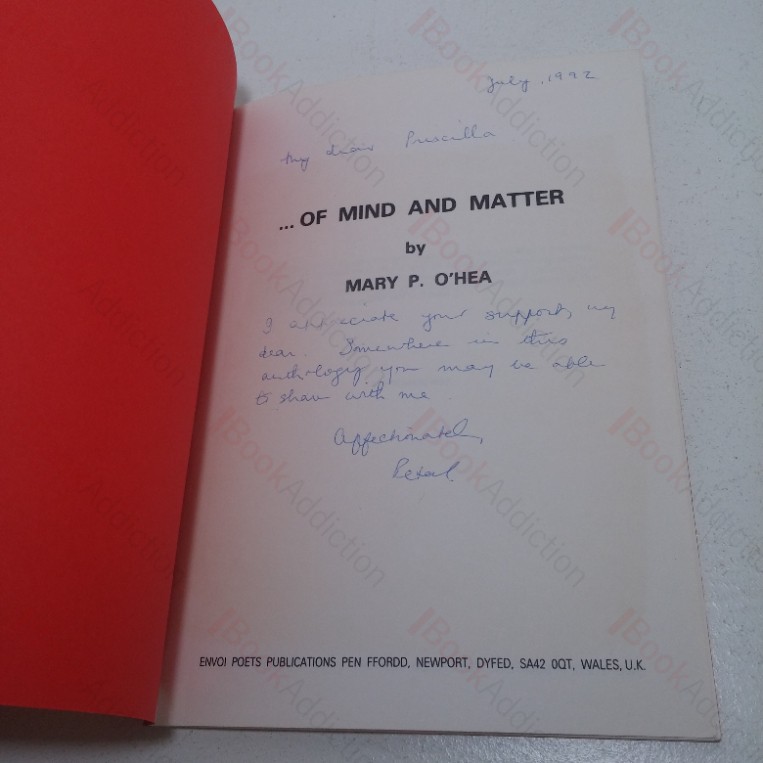 July, 1992
My dear Priscilla
... OF MIND AND MATTER
by
MARY P. O'HEA
I appreciate your support, my
dear. Somewhere in this
anthology you may be able
to share with me.
Affectionately,
ENVOI POETS PUBLICATIONS PEN FFORDD, NEWPORT, DYFED, SA42 0QT, WALES, U.K.
BookAddiction